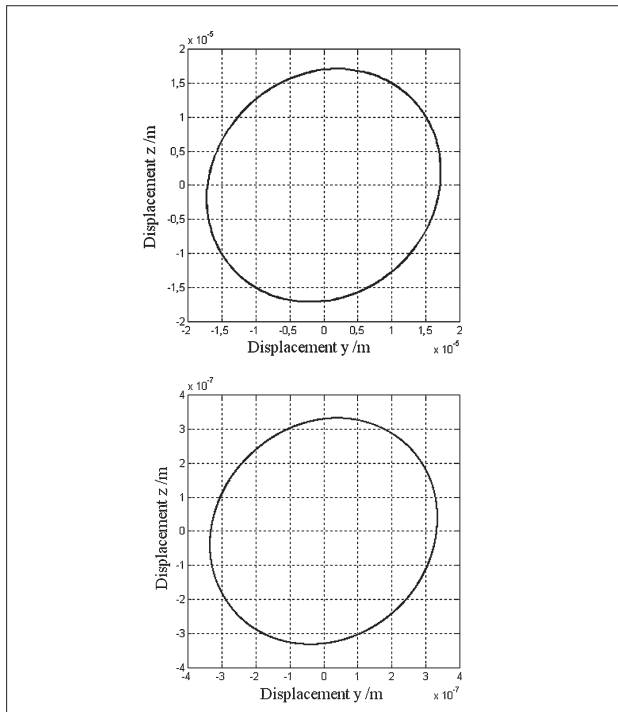 x 10⁻⁵
2
1,5
1
0,5
0
-0,5
-1
-1,5
-2
Displacement z /m
-2 -1,5 -1 -0,5 0 0,5 1 1,5 2
Displacement y /m x 10⁻⁵
x 10⁻⁷
4
3
2
1
0
-1
-2
-3
-4
Displacement z /m
-4 -3 -2 -1 0 1 2 3 4
Displacement y /m x 10⁻⁷